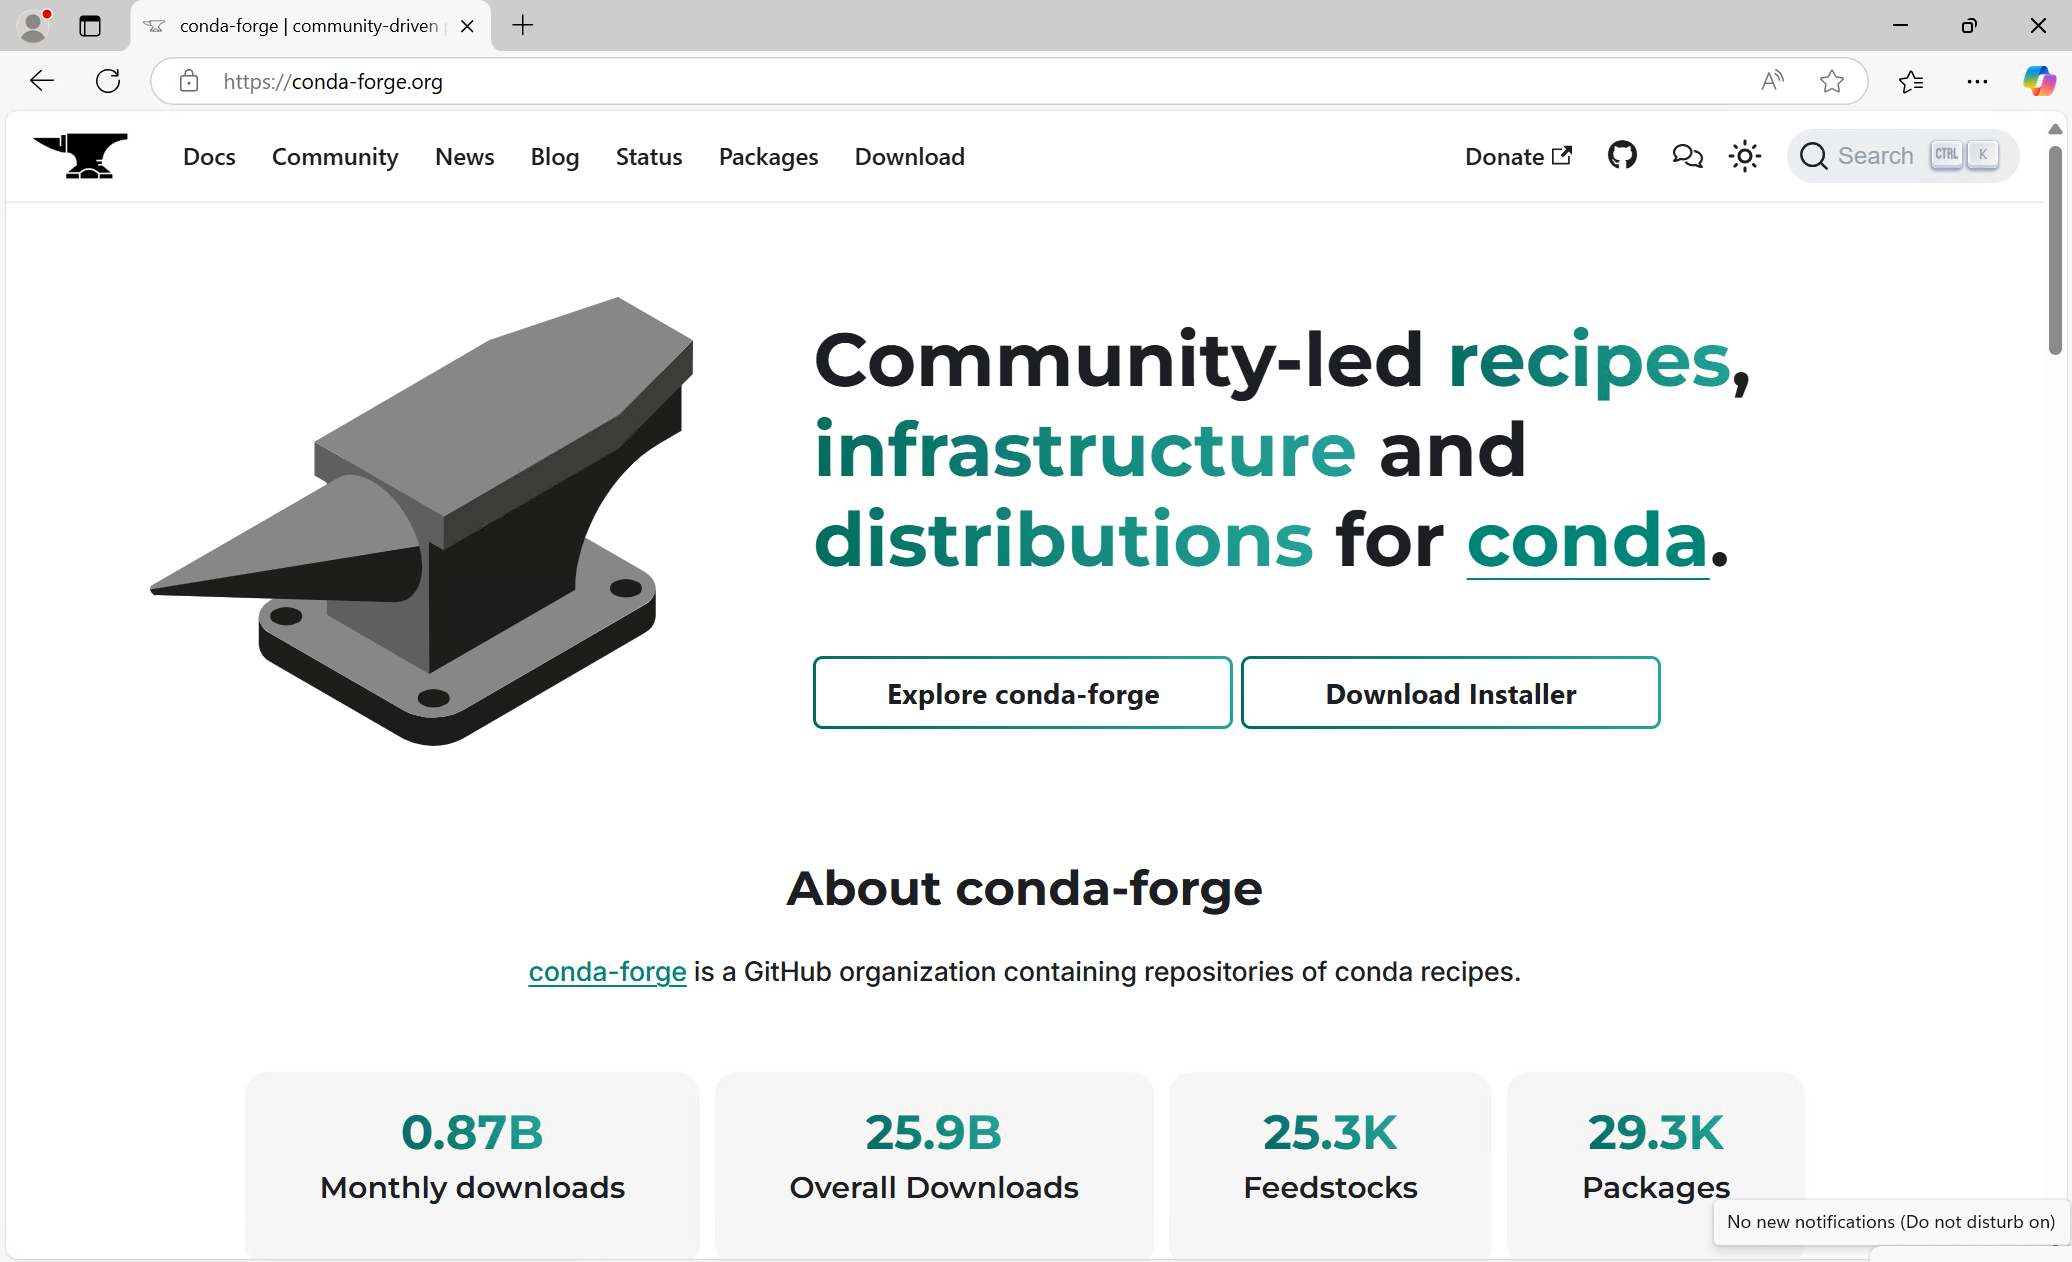 conda-forge | community-driven
https://conda-forge.org
Docs Community News Blog Status Packages Download Donate Search CTRL K
Community-led recipes,
infrastructure and
distributions for conda.
Explore conda-forge Download Installer
About conda-forge
conda-forge is a GitHub organization containing repositories of conda recipes.
0.87B 25.9B 25.3K 29.3K
Monthly downloads Overall Downloads Feedstocks Packages
No new notifications (Do not disturb on)